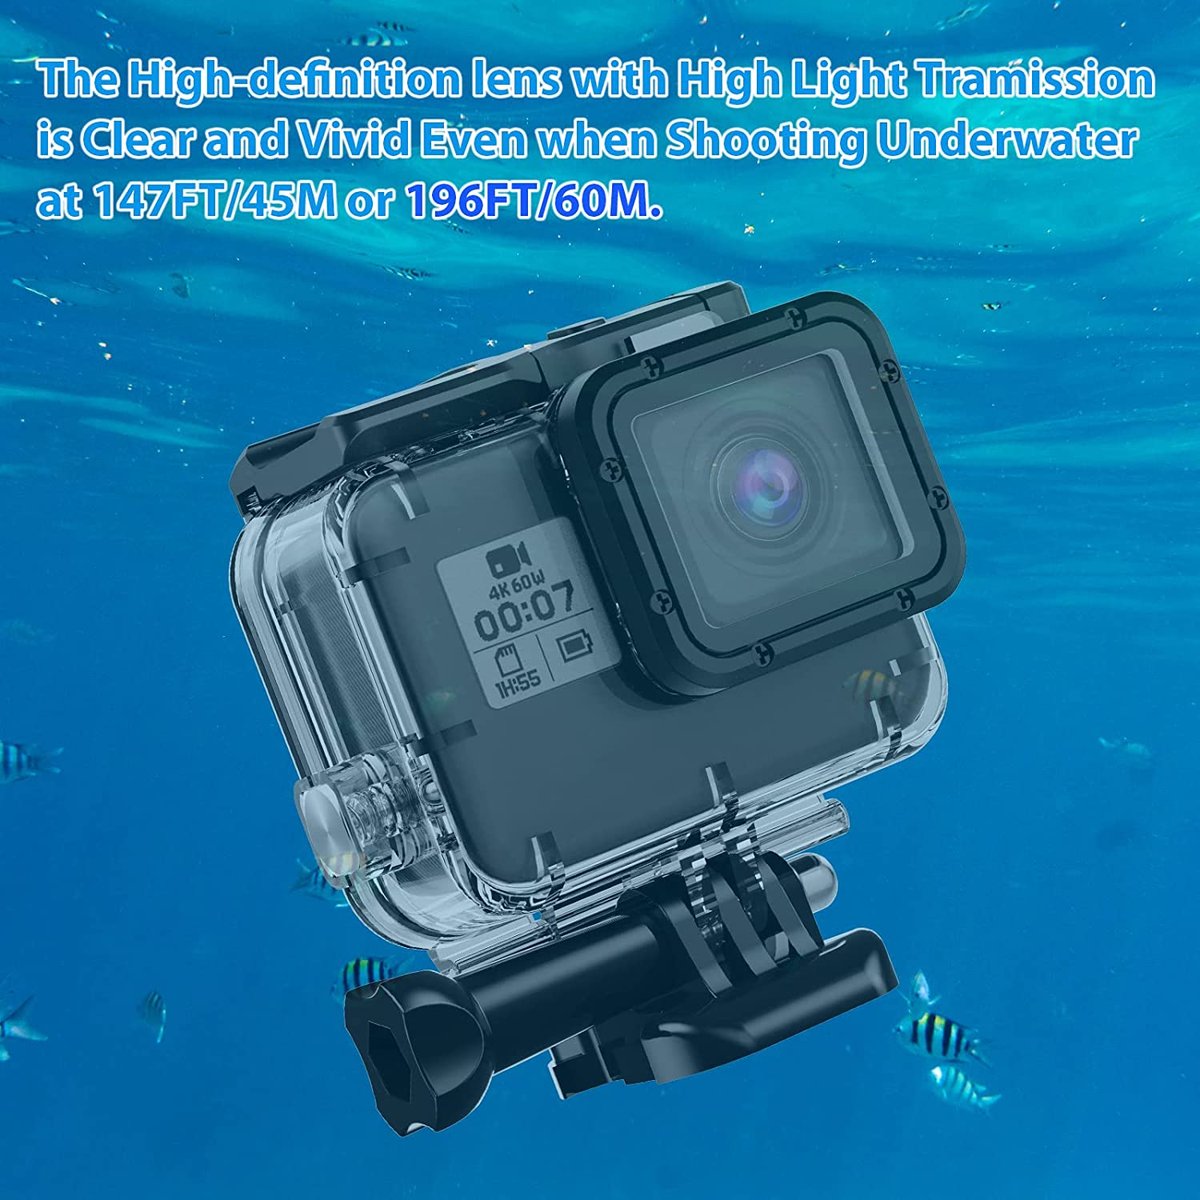 The High-definition lens with High Light Tramission
is Clear and Vivid Even when Shooting Underwater
at 147FT/45M or 196FT/60M.
4K 60W
00:07
1H:55